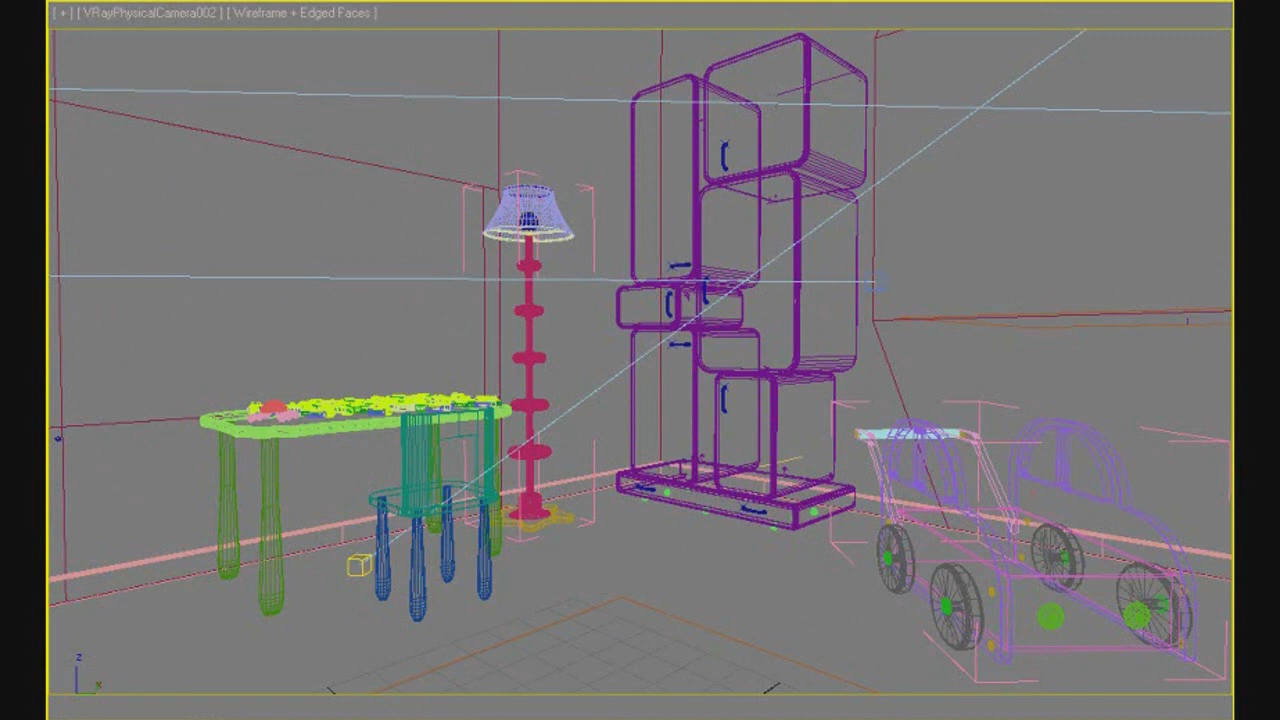 [ + ] [ VRayPhysicalCamera002 ] [ Wireframe + Edged Faces ]
z
x